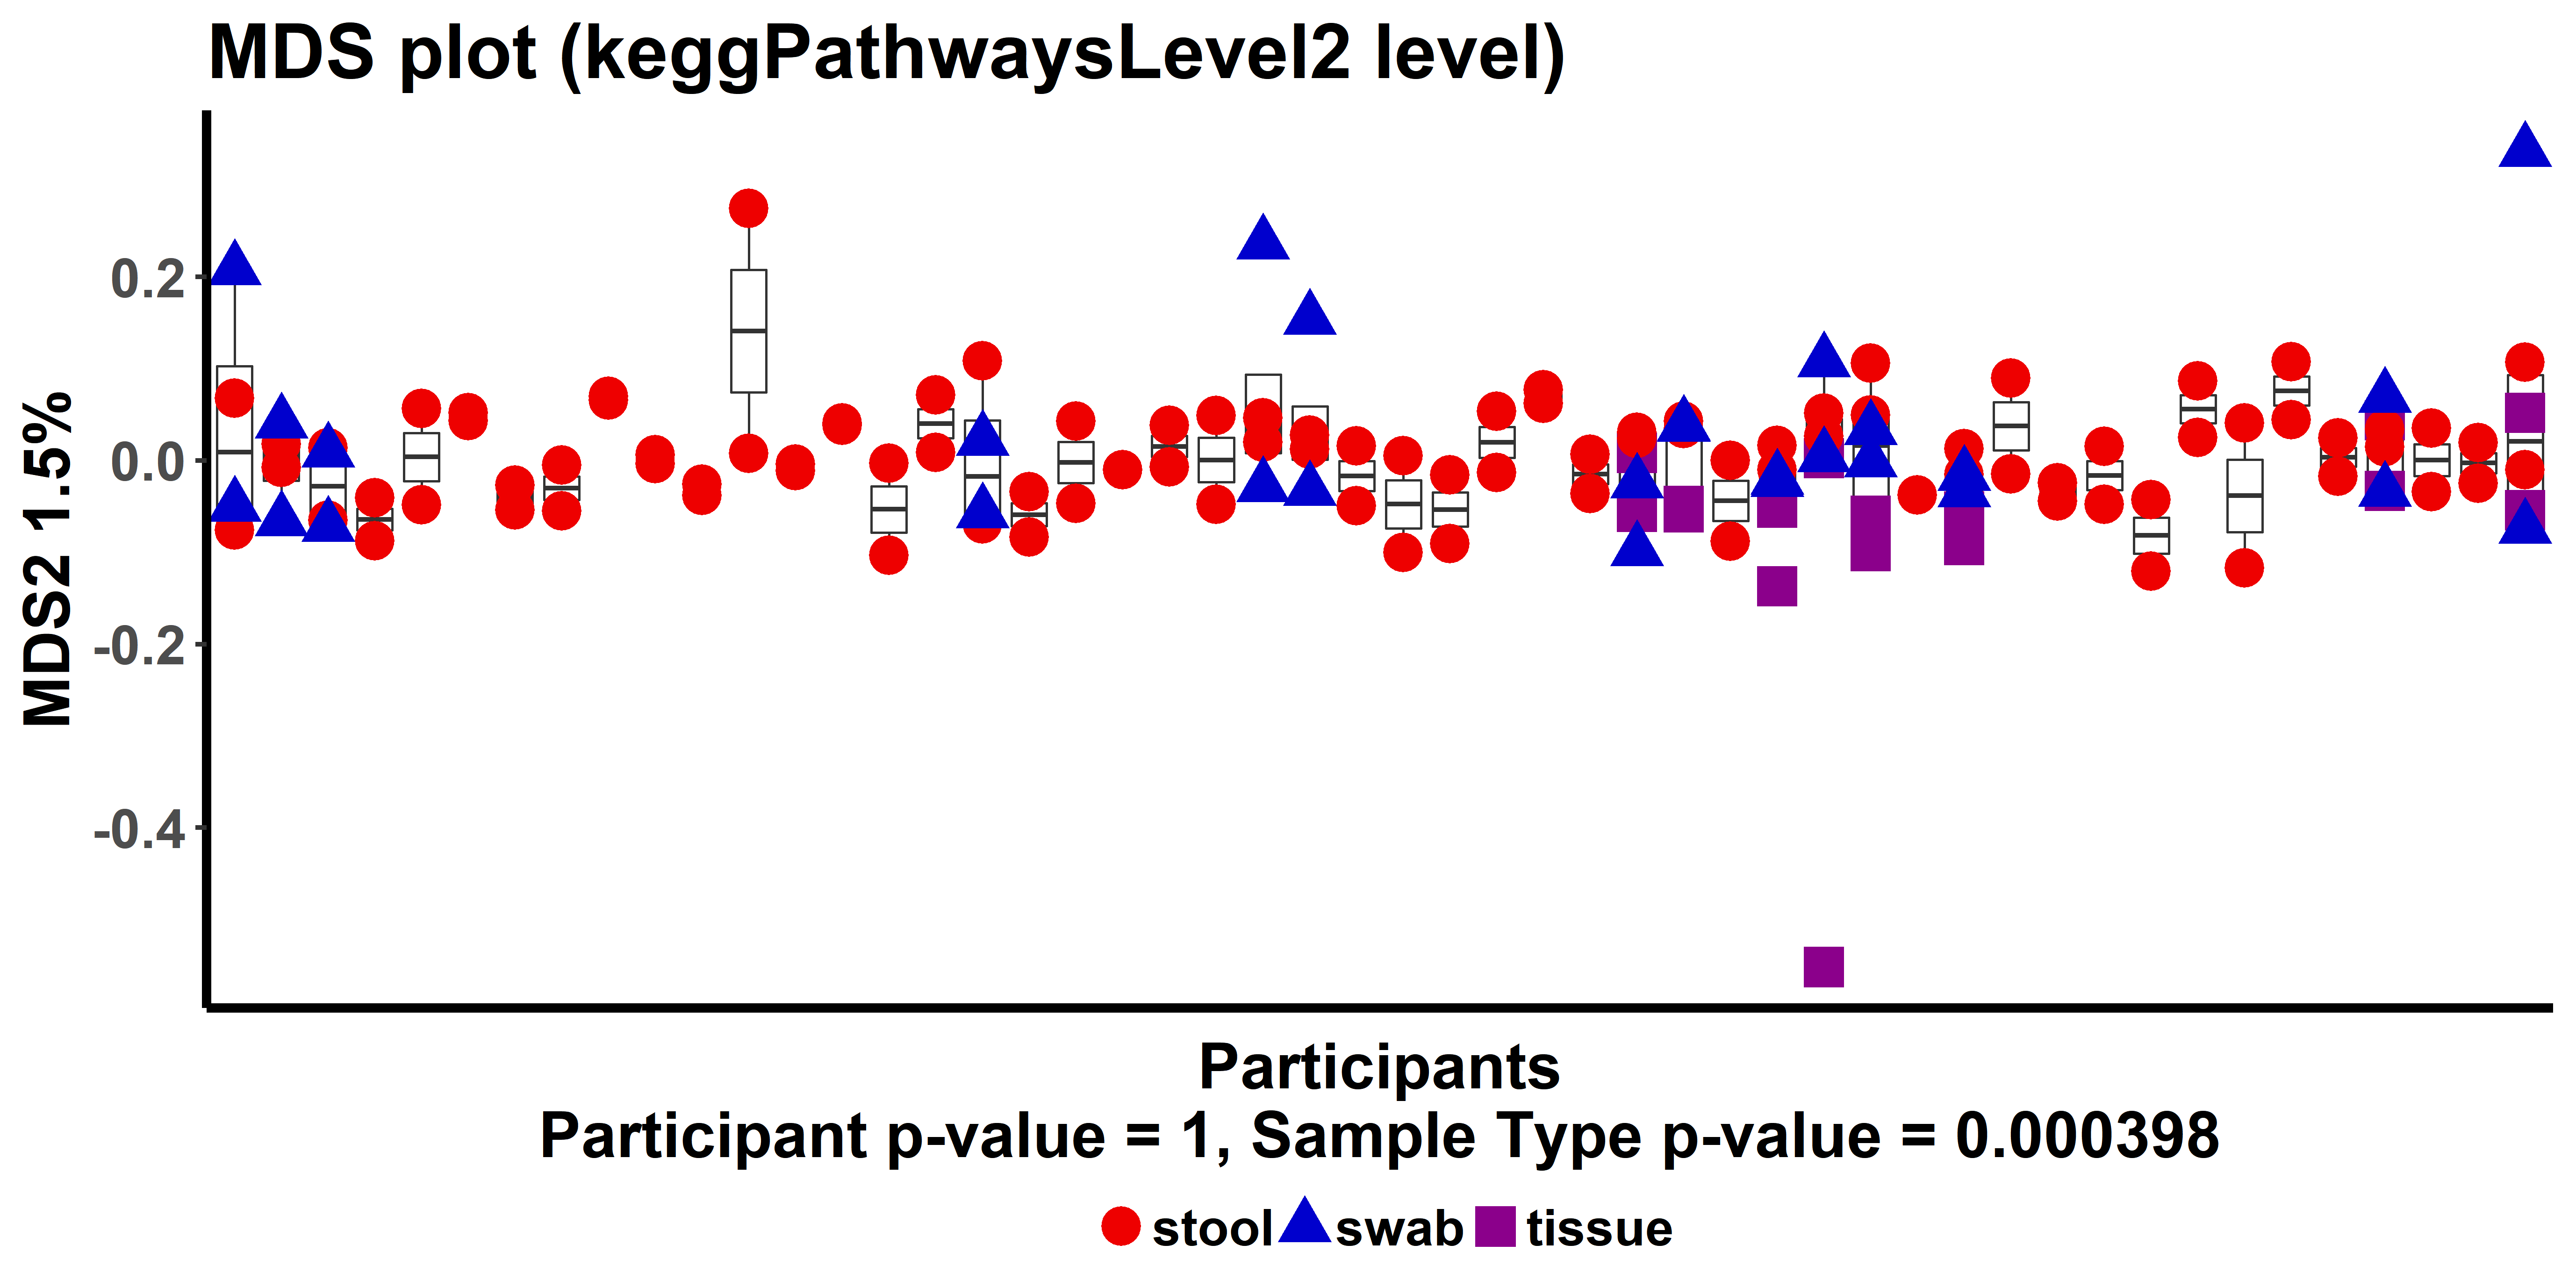 MDS plot (keggPathwaysLevel2 level)
MDS2 1.5%
0.2
0.0
-0.2
-0.4
Participants
Participant p-value = 1, Sample Type p-value = 0.000398
stool swab tissue